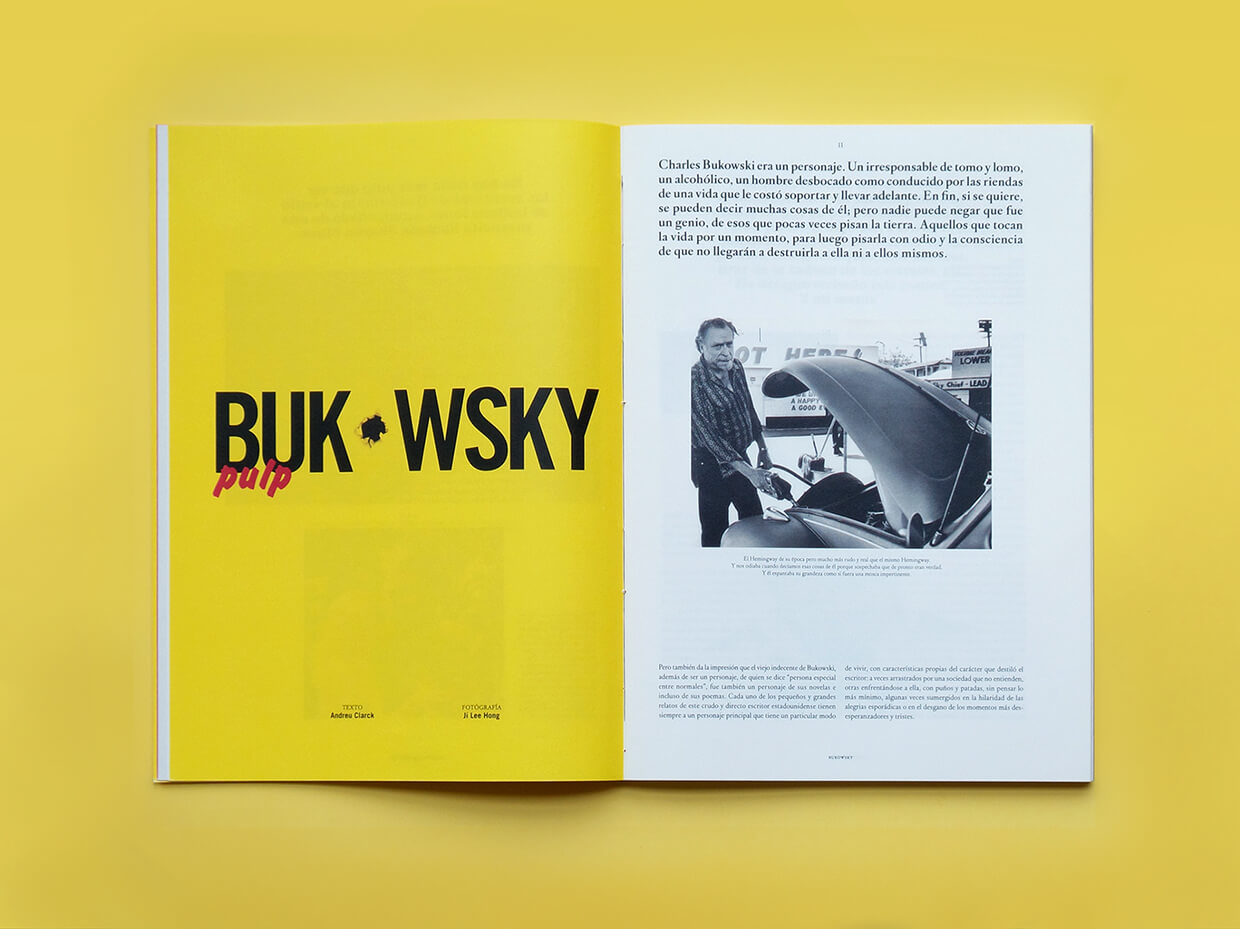 BUK WSKY
pulp
TEXTO
Andreu Clarck
FOTOGRAFÍA
Ji Lee Hong
11
Charles Bukowski era un personaje. Un irresponsable de tomo y lomo,
un alcohólico, un hombre desbocado como conducido por las riendas
de una vida que le costó soportar y llevar adelante. En fin, si se quiere,
se pueden decir muchas cosas de él; pero nadie puede negar que fue
un genio, de esos que pocas veces pisan la tierra. Aquellos que tocan
la vida por un momento, para luego pisarla con odio y la consciencia
de que no llegarán a destruirla a ella ni a ellos mismos.
OT HERE!
LOWER
Sky Chief - LEAD
A HAPPY
A GOOD EV
El Hemingway de su época pero mucho más rudo y real que el mismo Hemingway.
Y nos odiaba cuando decíamos esas cosas de él porque sospechaba que de pronto eran verdad.
Y él espantaba su grandeza como si fuera una mosca impertinente.
Pero también da la impresión que el viejo indecente de Bukowski,
además de ser un personaje, de quien se dice “persona especial
entre normales”, fue también un personaje de sus novelas e
incluso de sus poemas. Cada uno de los pequeños y grandes
relatos de este crudo y directo escritor estadounidense tienen
siempre a un personaje principal que tiene un particular modo
de vivir, con características propias del carácter que destiló el
escritor: a veces arrastrados por una sociedad que no entienden,
otras enfrentándose a ella, con puños y patadas, sin pensar lo
más mínimo, algunas veces sumergidos en la hilaridad de las
alegrías esporádicas o en el desgano de los momentos más des-
esperanzadores y tristes.
BUKOWSKY